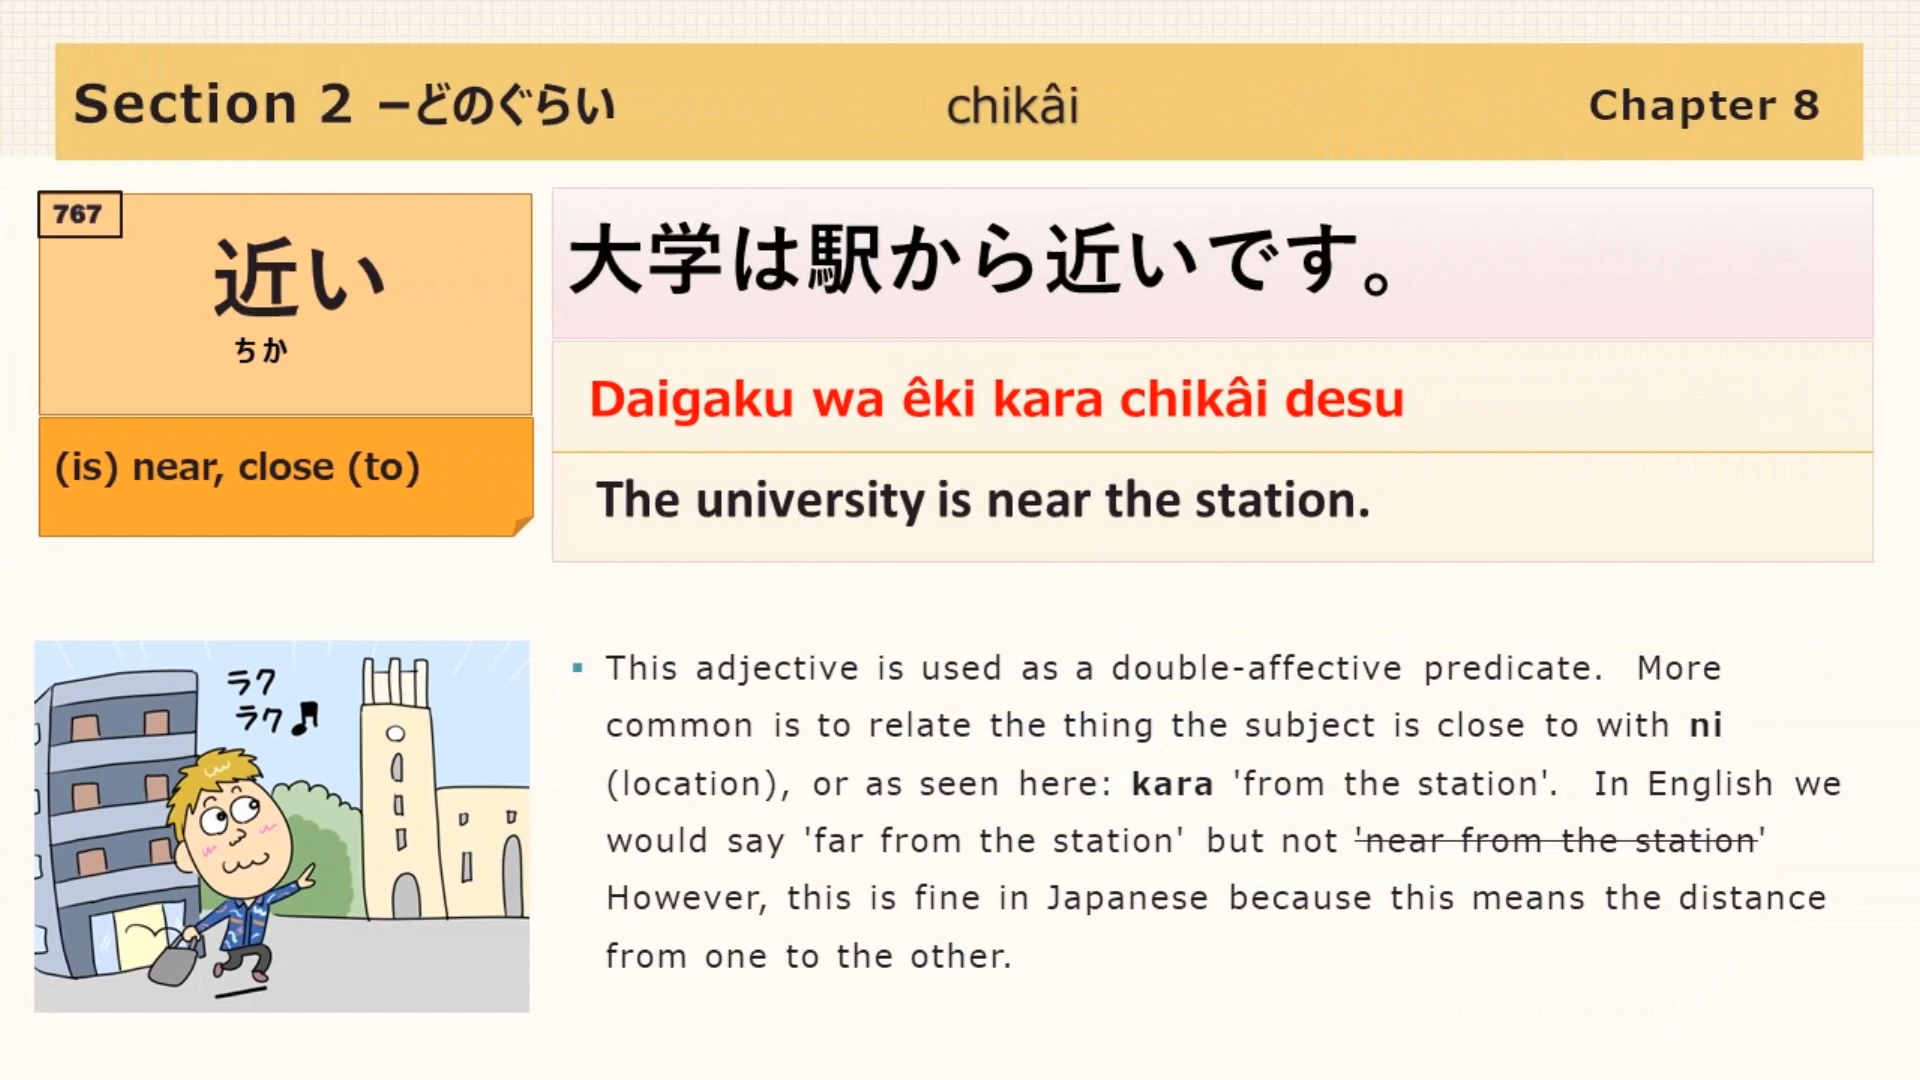 Section 2 −どのぐらい
chikâi
Chapter 8
767
近い
ちか
(is) near, close (to)
大学は駅から近いです。
Daigaku wa êki kara chikâi desu
The university is near the station.
ラク
ラク♪
▪ This adjective is used as a double-affective predicate. More
common is to relate the thing the subject is close to with ni
(location), or as seen here: kara 'from the station'. In English we
would say 'far from the station' but not 'near from the station'
However, this is fine in Japanese because this means the distance
from one to the other.